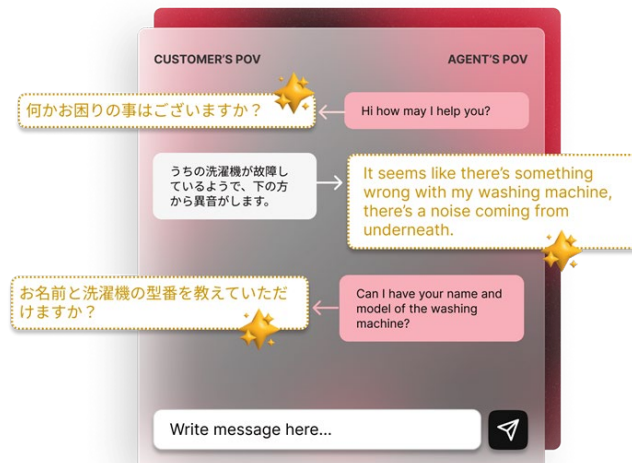 CUSTOMER'S POV
AGENT'S POV
何かお困りの事はございますか？
Hi how may I help you?
うちの洗濯機が故障し
ているようで、下の方
から異音がします。
It seems like there's something
wrong with my washing machine,
there's a noise coming from
underneath.
お名前と洗濯機の型番を教えていただ
けますか？
Can I have your name and
model of the washing
machine?
Write message here...